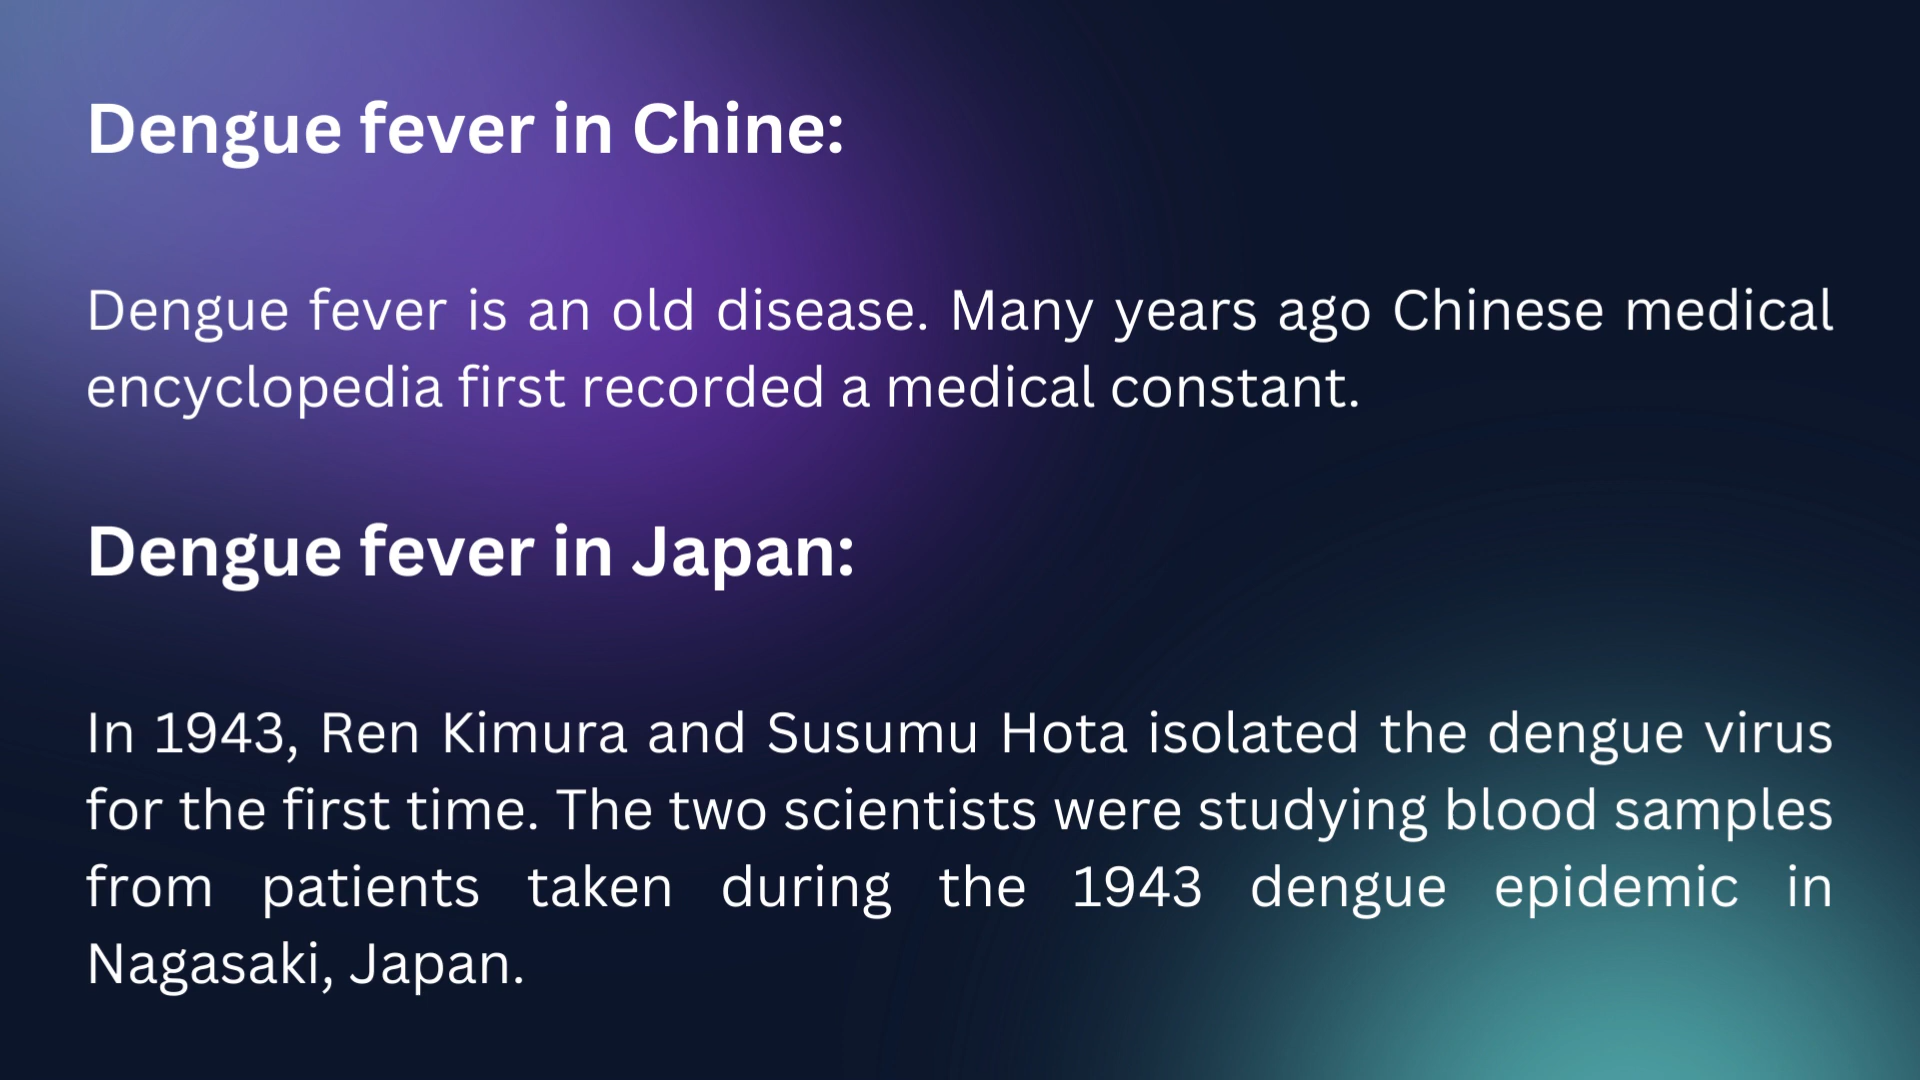 Dengue fever in Chine:
Dengue fever is an old disease. Many years ago Chinese medical
encyclopedia first recorded a medical constant.
Dengue fever in Japan:
In 1943, Ren Kimura and Susumu Hota isolated the dengue virus
for the first time. The two scientists were studying blood samples
from patients taken during the 1943 dengue epidemic in
Nagasaki, Japan.